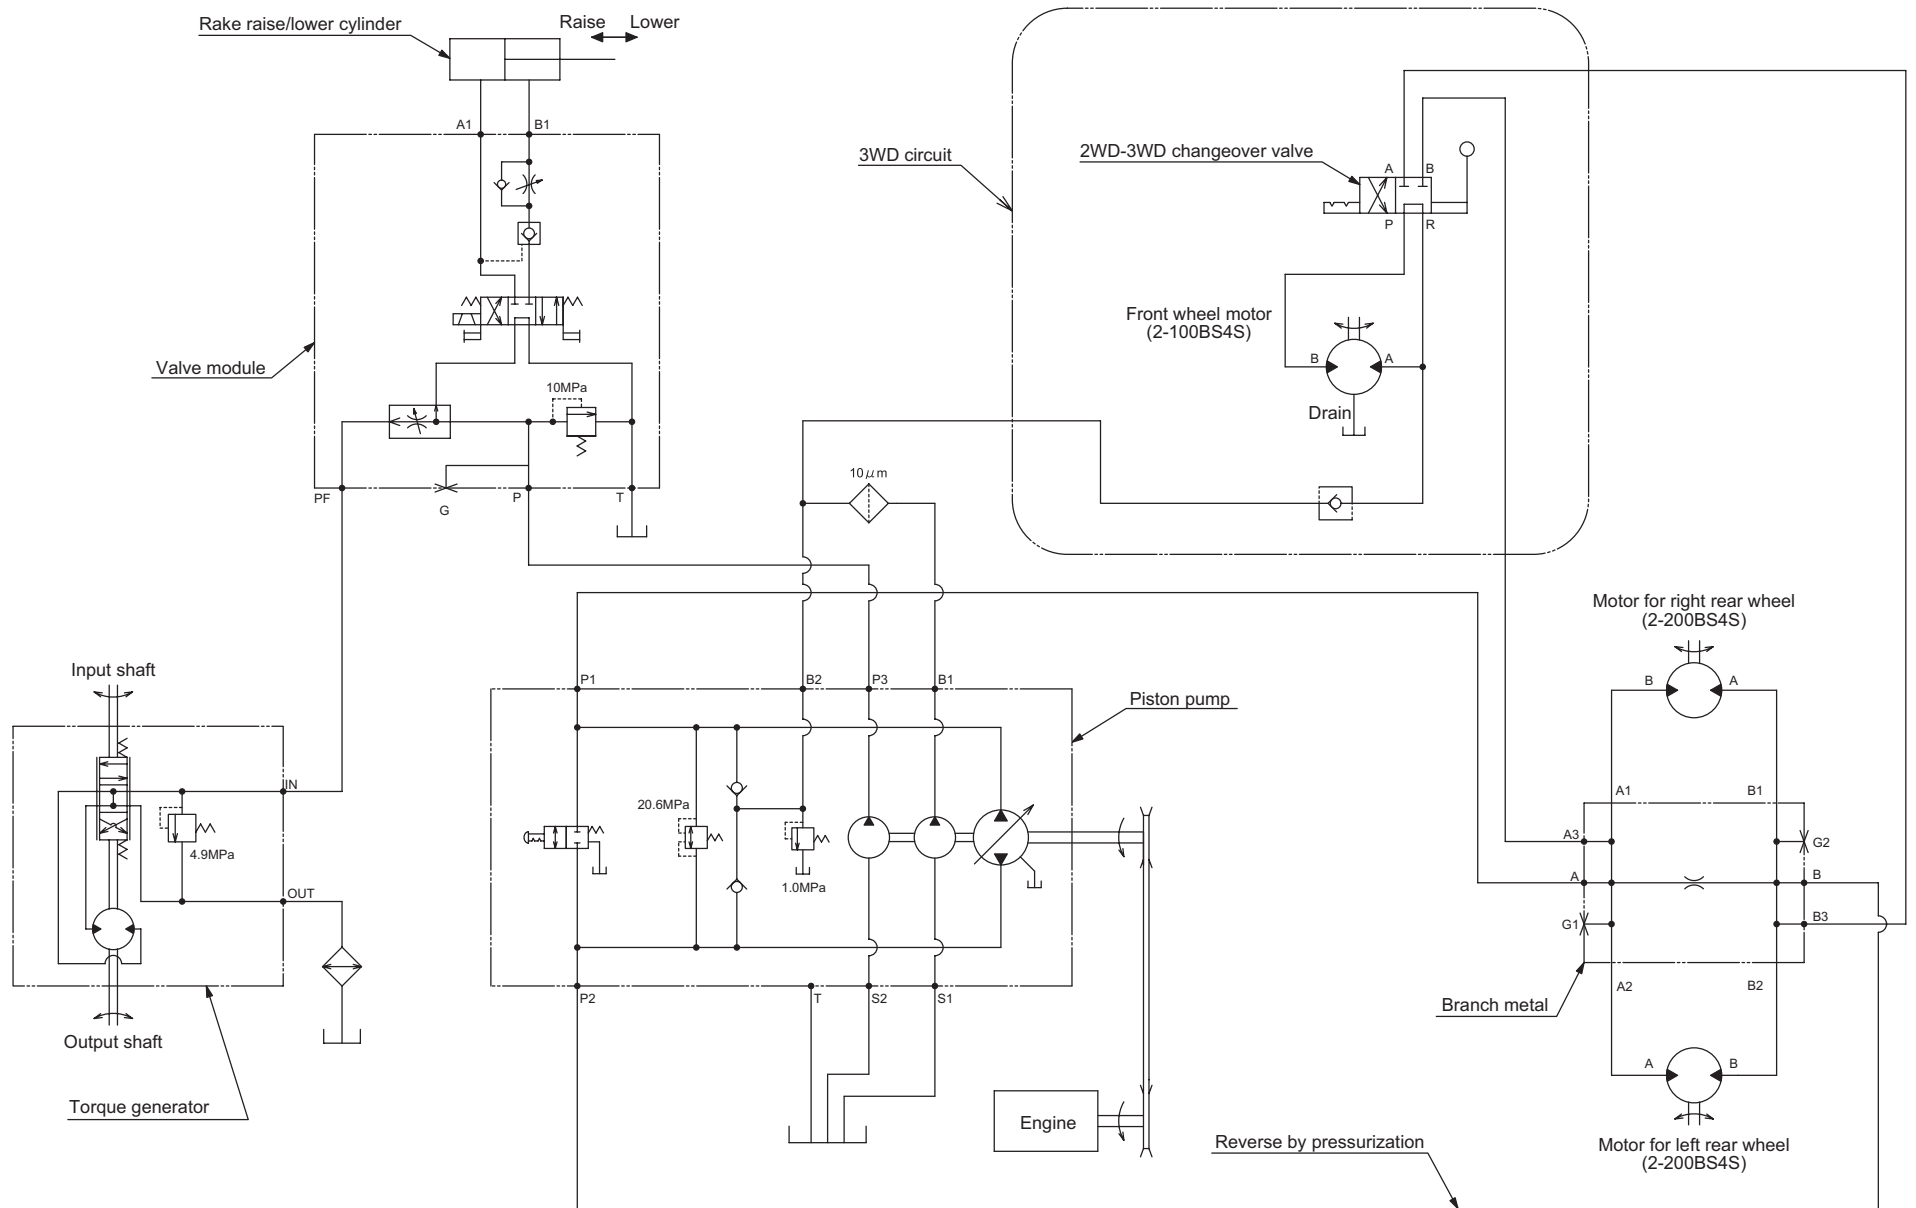 Rake raise/lower cylinder
Raise
Lower
A1
B1
Valve module
10MPa
PF
G
P
T
3WD circuit
2WD-3WD changeover valve
A
B
P
R
Front wheel motor
(2-100BS4S)
B
A
Drain
10μm
Input shaft
IN
4.9MPa
OUT
Output shaft
Torque generator
P1
B2
P3
B1
Piston pump
20.6MPa
1.0MPa
P2
T
S2
S1
Engine
Motor for right rear wheel
(2-200BS4S)
B
A
A1
B1
A3
G2
A
B
G1
B3
A2
B2
Branch metal
A
B
Motor for left rear wheel
(2-200BS4S)
Reverse by pressurization